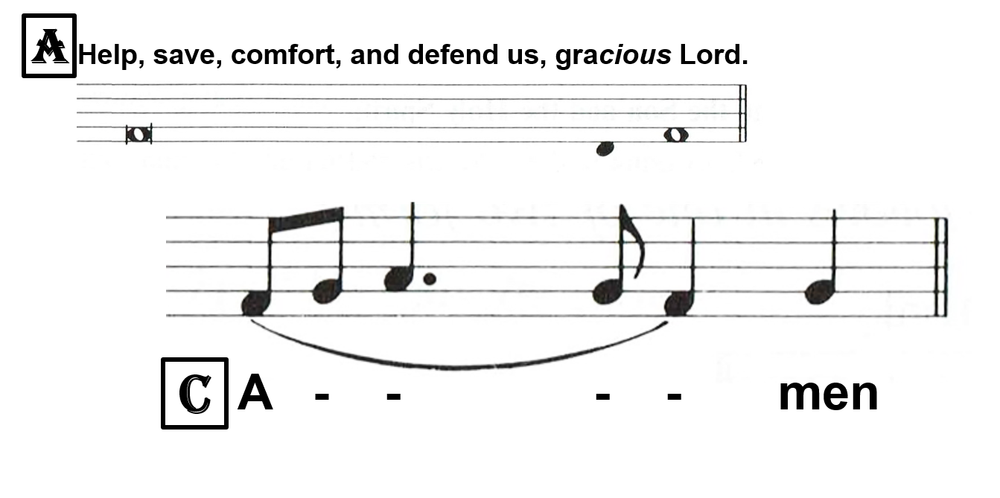 A Help, save, comfort, and defend us, gracious Lord.
C A - - - - men